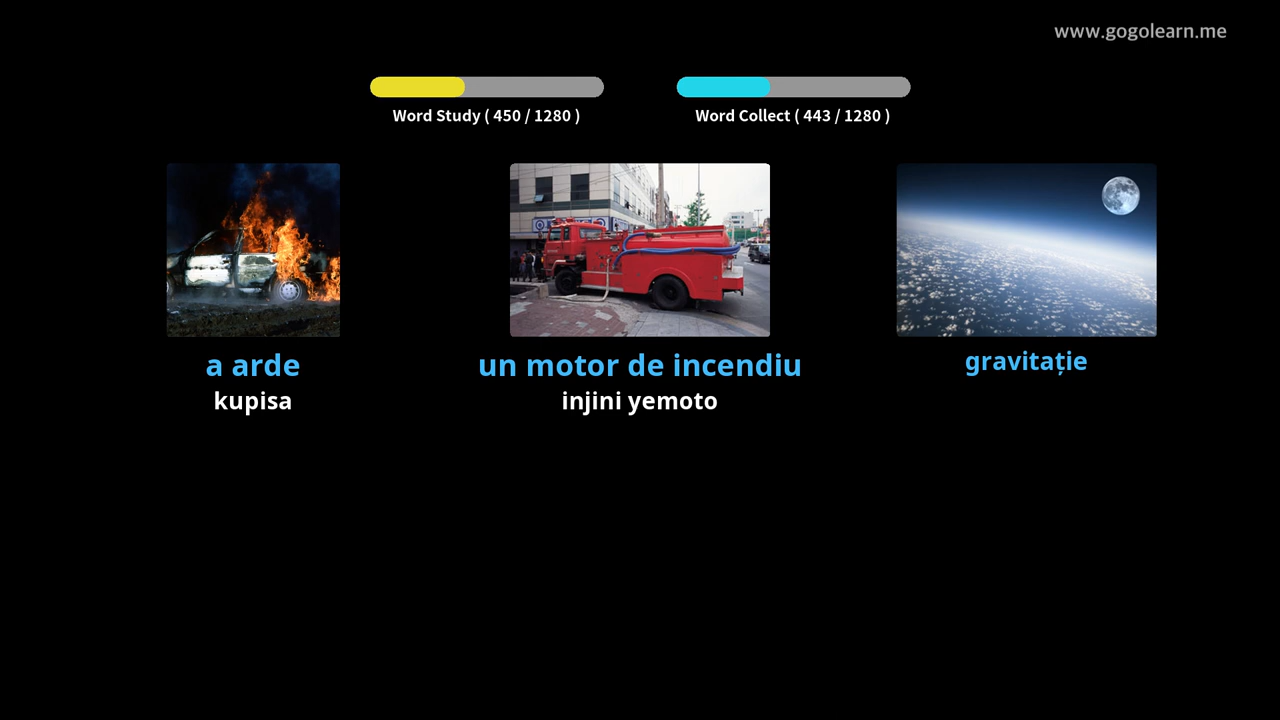 www.gogolearn.me
Word Study ( 450 / 1280 )
Word Collect ( 443 / 1280 )
a arde
kupisa
un motor de incendiu
injini yemoto
gravitație